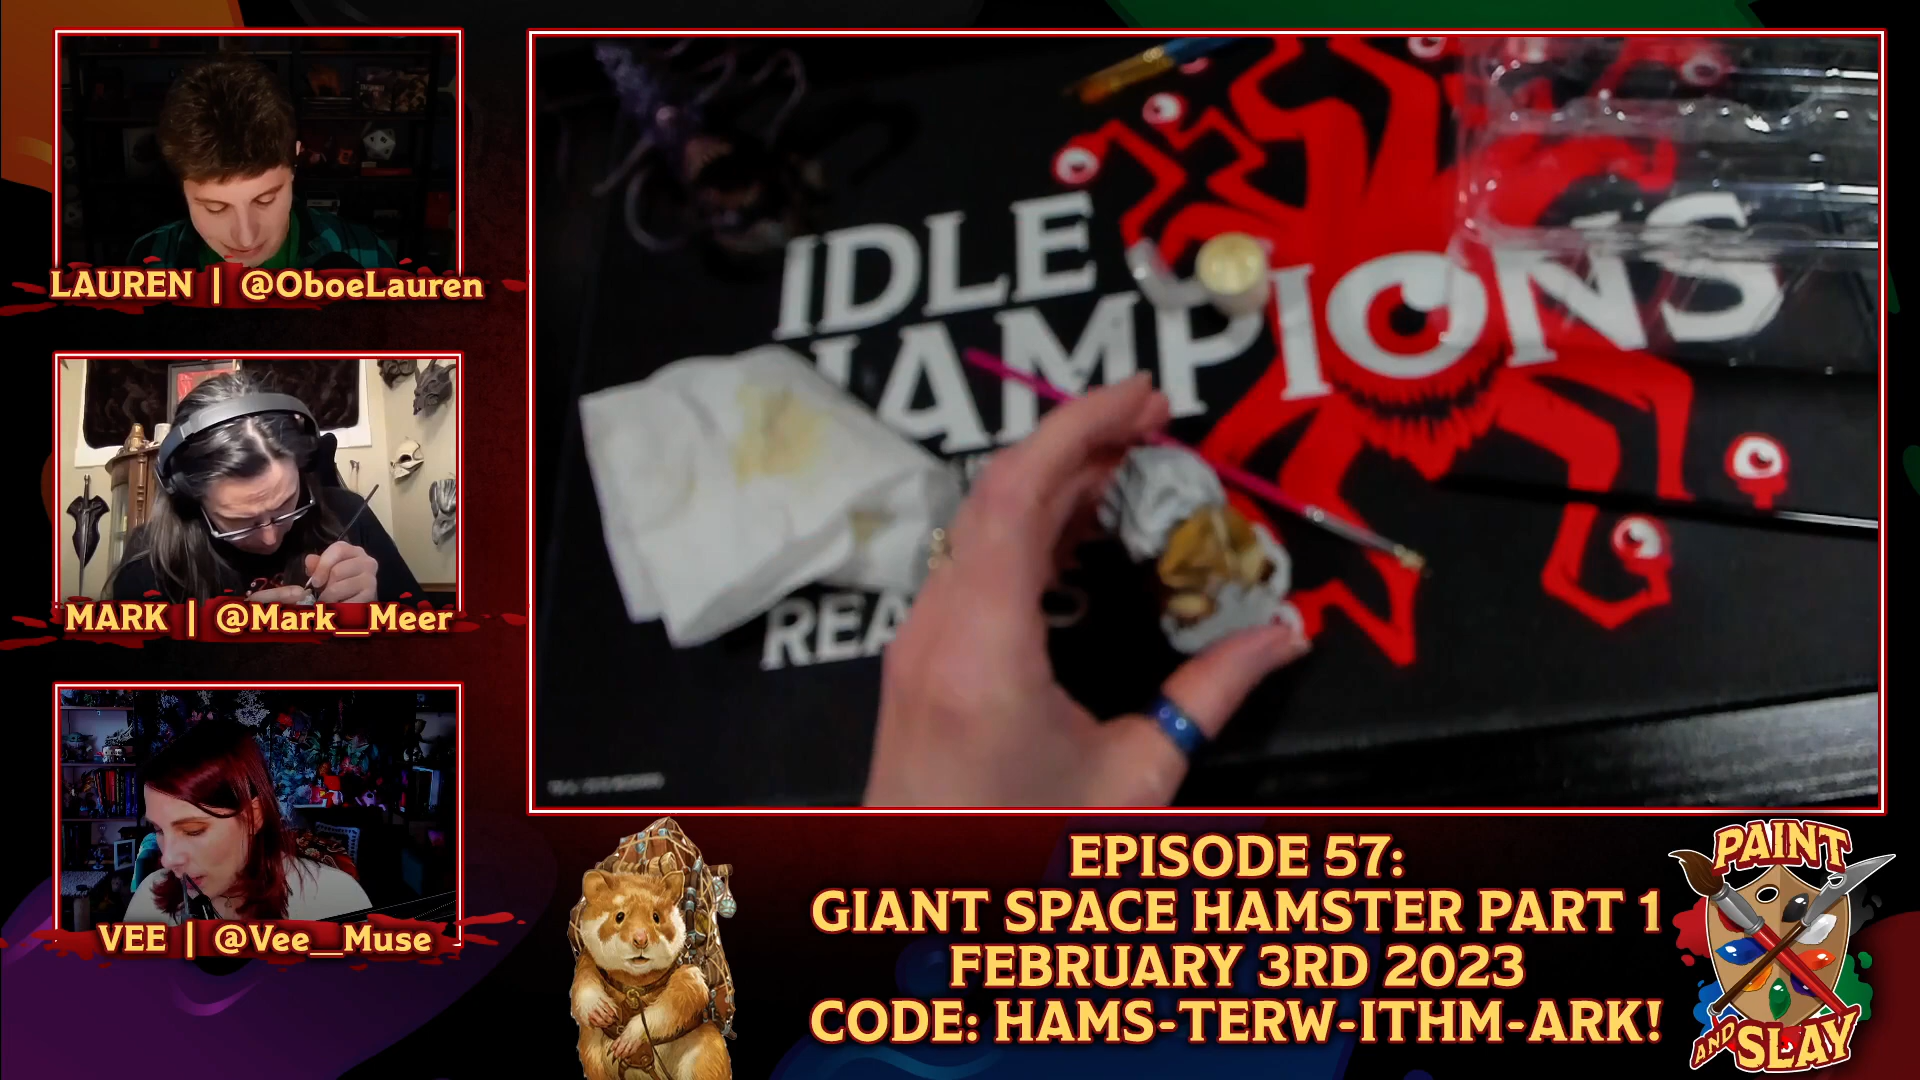 LAUREN | @OboeLauren
MARK | @Mark__Meer
VEE | @Vee__Muse
IDLE
CHAMPIONS
REA
EPISODE 57:
GIANT SPACE HAMSTER PART 1
FEBRUARY 3RD 2023
CODE: HAMS-TERW-ITHM-ARK!
PAINT
AND SLAY